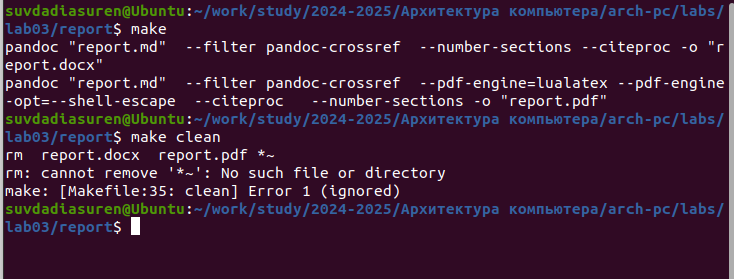 suvdadiasuren@Ubuntu:~/work/study/2024-2025/Архитектура компьютера/arch-pc/labs/
lab03/report$ make
pandoc "report.md"  --filter pandoc-crossref  --number-sections --citeproc -o "r
eport.docx"
pandoc "report.md"  --filter pandoc-crossref  --pdf-engine=lualatex --pdf-engine
-opt=--shell-escape  --citeproc   --number-sections -o "report.pdf"
suvdadiasuren@Ubuntu:~/work/study/2024-2025/Архитектура компьютера/arch-pc/labs/
lab03/report$ make clean
rm  report.docx  report.pdf *~
rm: cannot remove '*~': No such file or directory
make: [Makefile:35: clean] Error 1 (ignored)
suvdadiasuren@Ubuntu:~/work/study/2024-2025/Архитектура компьютера/arch-pc/labs/
lab03/report$